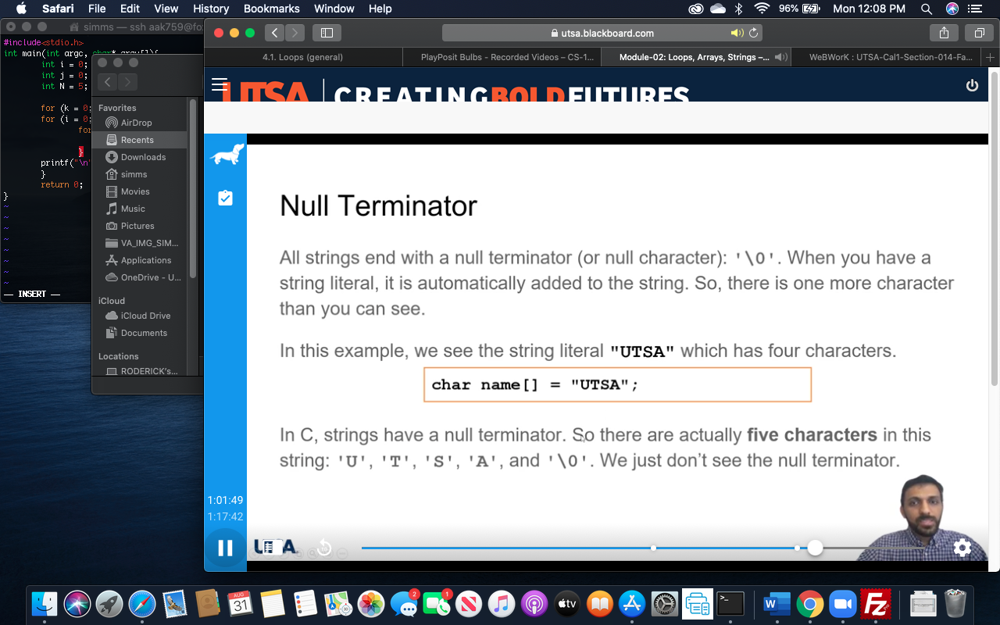 Safari File Edit View History Bookmarks Window Help 96% Mon 12:08 PM
simms — ssh aak759@fo
#include<stdio.h>
int main(int argc, char* argv[]){
int i = 0;
int j = 0;
int N = 5;
for (k = 0;
for (i = 0;
for
}
printf("\n"
}
return 0;
}
~
~
~
~
~
~
~
~
-- INSERT --
Favorites
AirDrop
Recents
Downloads
simms
Movies
Music
Pictures
VA_IMG_SIM...
Applications
OneDrive - U...
iCloud
iCloud Drive
Documents
Locations
RODERICK's...
utsa.blackboard.com
4.1. Loops (general)
PlayPosit Bulbs - Recorded Videos – CS-1...
Module-02: Loops, Arrays, Strings –...
WeBWorK : UTSA-Cal1-Section-014-Fa...
UTSA CREATINGBOLDFUTURES
Null Terminator
All strings end with a null terminator (or null character): '\0'. When you have a
string literal, it is automatically added to the string. So, there is one more character
than you can see.
In this example, we see the string literal "UTSA" which has four characters.
char name[] = "UTSA";
In C, strings have a null terminator. So there are actually five characters in this
string: 'U', 'T', 'S', 'A', and '\0'. We just don't see the null terminator.
1:01:49
1:17:42
AUG
31
2
1
tv
W
Fz